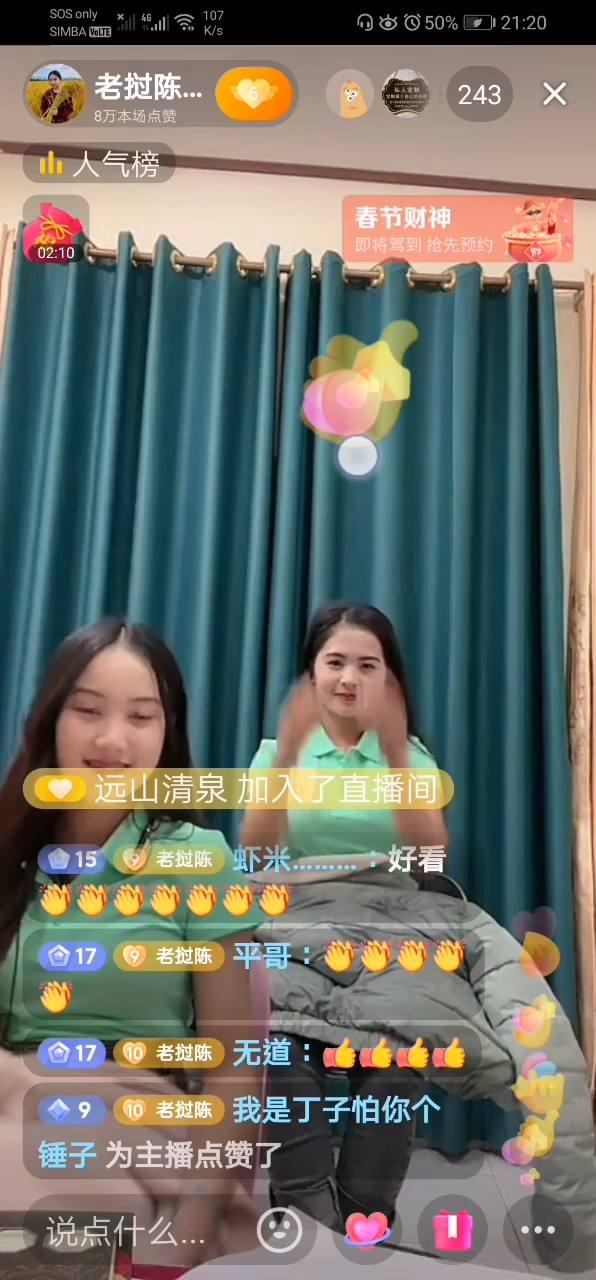 SOS only
SIMBA VoLTE
4G
107
K/s
50%
21:20
老挝陈...
8万本场点赞
6
243
人气榜
02:10
春节财神
即将驾到 抢先预约
远山清泉 加入了直播间
15 9 老挝陈 虾米………：好看
17 9 老挝陈 平哥：
17 10 老挝陈 无道：
9 10 老挝陈 我是丁子怕你个
锤子 为主播点赞了
说点什么...